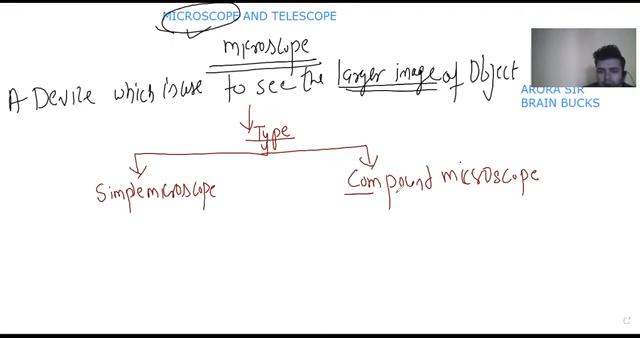 MICROSCOPE AND TELESCOPE
microscope
A Device which is use to see the larger image of Object
ARORA SIR
BRAIN BUCKS
Type
Simple microscope
Compound microscope